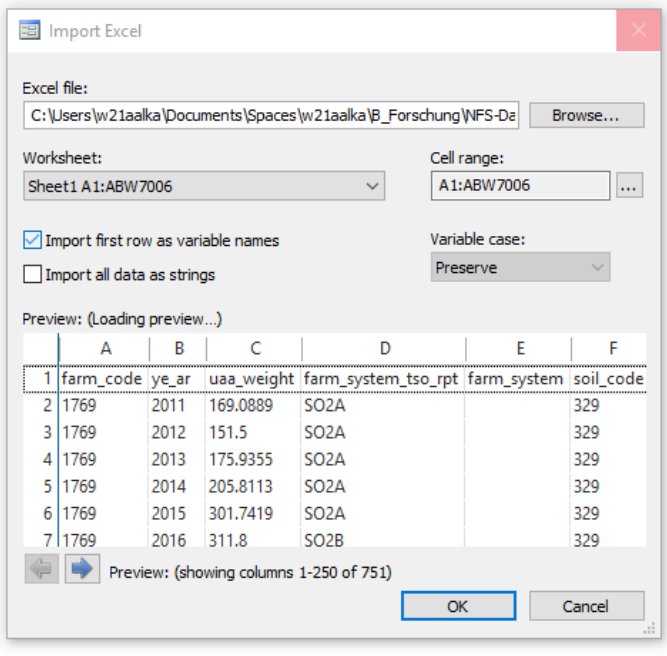 Import Excel
Excel file:
C:\Users\w21aalka\Documents\Spaces\w21aalka\B_Forschung\NFS-Da Browse...
Worksheet: Cell range:
Sheet1 A1:ABW7006 A1:ABW7006 ...
Import first row as variable names Variable case:
Import all data as strings Preserve
Preview: (Loading preview...)
A B C D E F
1 farm_code ye_ar uaa_weight farm_system_tso_rpt farm_system soil_code
2 1769 2011 169.0889 SO2A 329
3 1769 2012 151.5 SO2A 329
4 1769 2013 175.9355 SO2A 329
5 1769 2014 205.8113 SO2A 329
6 1769 2015 301.7419 SO2A 329
7 1769 2016 311.8 SO2B 329
Preview: (showing columns 1-250 of 751)
OK Cancel